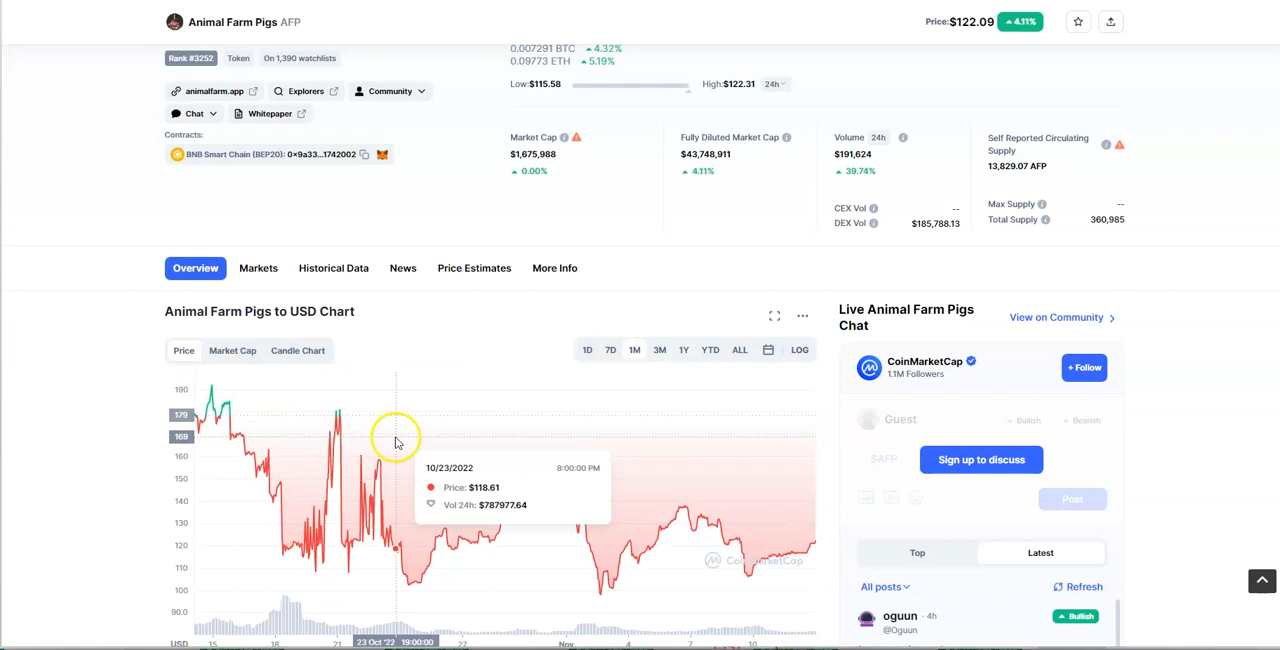 Animal Farm Pigs AFP
Price:$122.09 4.11%
Rank #3252 Token On 1,390 watchlists
0.007291 BTC 4.32%
0.09773 ETH 5.19%
Low:$115.58 High:$122.31 24h
animalfarm.app Explorers Community
Chat Whitepaper
Contracts:
BNB Smart Chain (BEP20): 0x9a33...1742002
Market Cap
$1,675,988
0.00%
Fully Diluted Market Cap
$43,748,911
4.11%
Volume 24h
$191,624
39.74%
CEX Vol --
DEX Vol $185,788.13
Self Reported Circulating
Supply
13,829.07 AFP
Max Supply --
Total Supply 360,985
Overview Markets Historical Data News Price Estimates More Info
Animal Farm Pigs to USD Chart
Price Market Cap Candle Chart
1D 7D 1M 3M 1Y YTD ALL LOG
190
179
169
160
150
140
130
120
110
100
90.0
10/23/2022 8:00:00 PM
Price: $118.61
Vol 24h: $787977.64
CoinMarketCap
USD 15 18 21 23 Oct '22 19:00:00 27 Nov 4 7 10
Live Animal Farm Pigs
Chat
View on Community
CoinMarketCap
1.1M Followers
+ Follow
Guest
Bullish Bearish
$AFP
Sign up to discuss
Post
Top Latest
All posts Refresh
oguun · 4h
Bullish
@Oguun